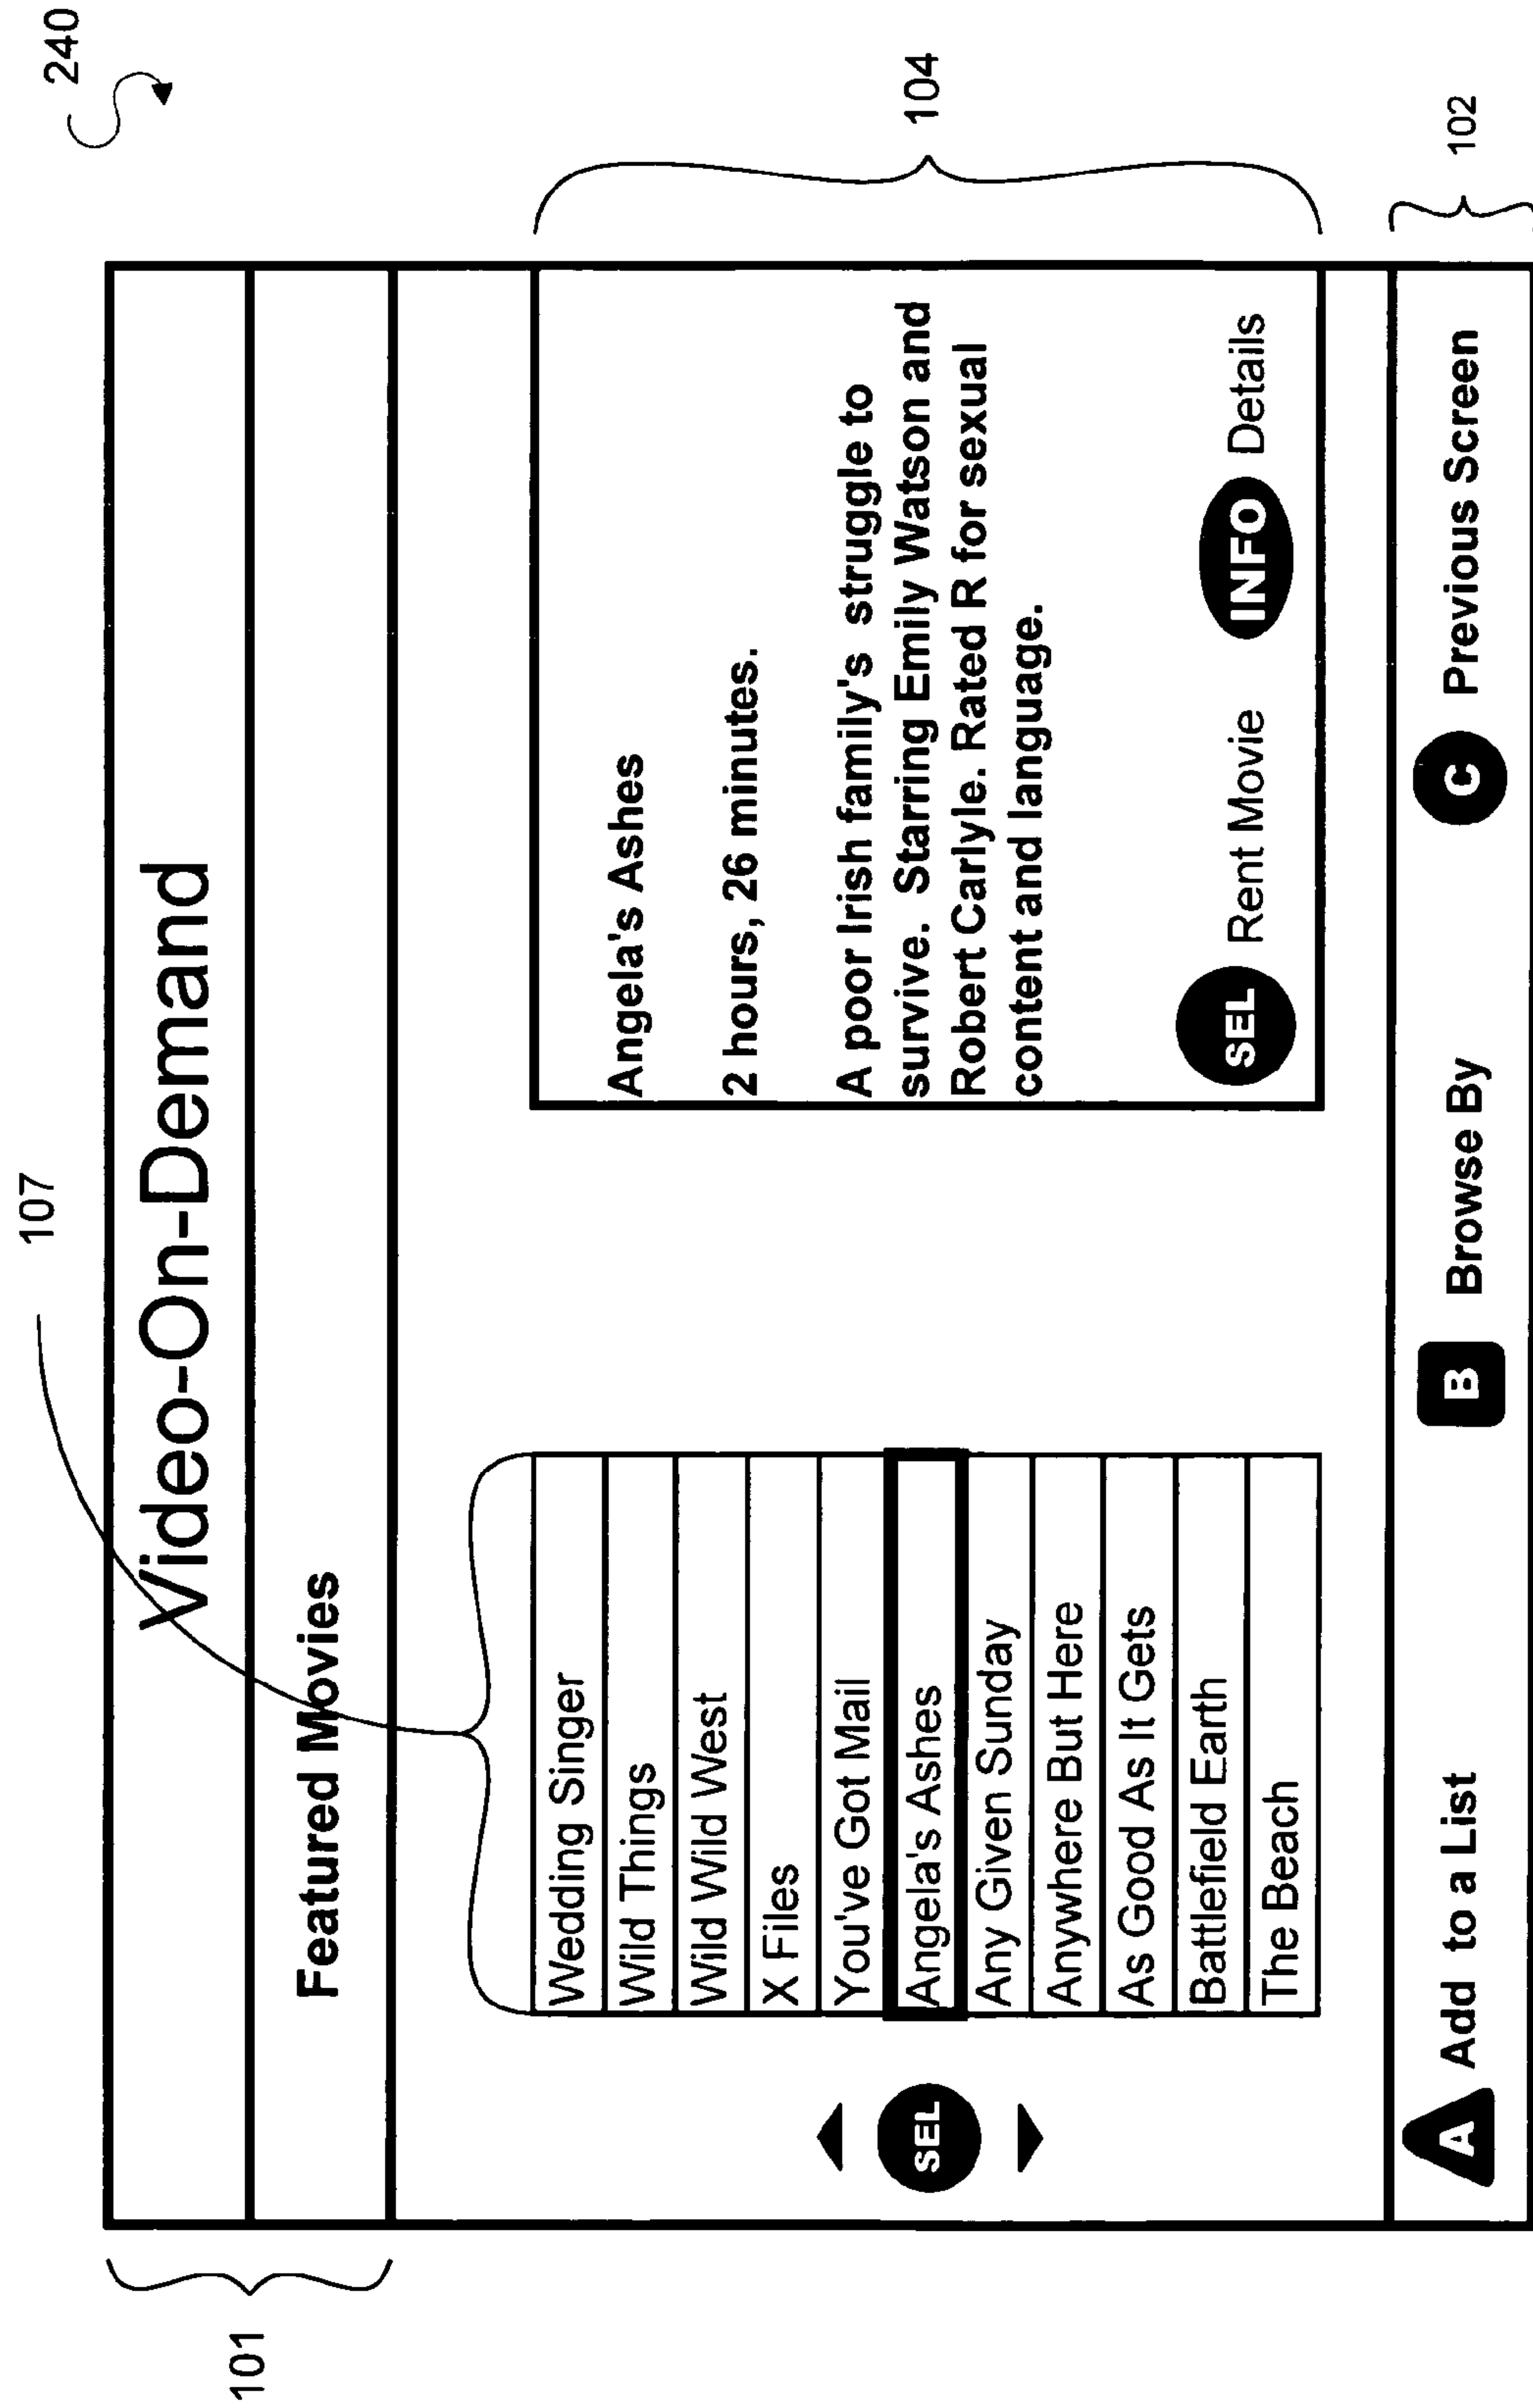 240
107
101
Video-On-Demand
Featured Movies
Wedding Singer
Wild Things
Wild Wild West
X Files
You've Got Mail
Angela's Ashes
Any Given Sunday
Anywhere But Here
As Good As It Gets
Battlefield Earth
The Beach
SEL
Angela's Ashes
2 hours, 26 minutes.
A poor Irish family's struggle to
survive. Starring Emily Watson and
Robert Carlyle. Rated R for sexual
content and language.
SEL Rent Movie INFO Details
104
A Add to a List B Browse By C Previous Screen
102